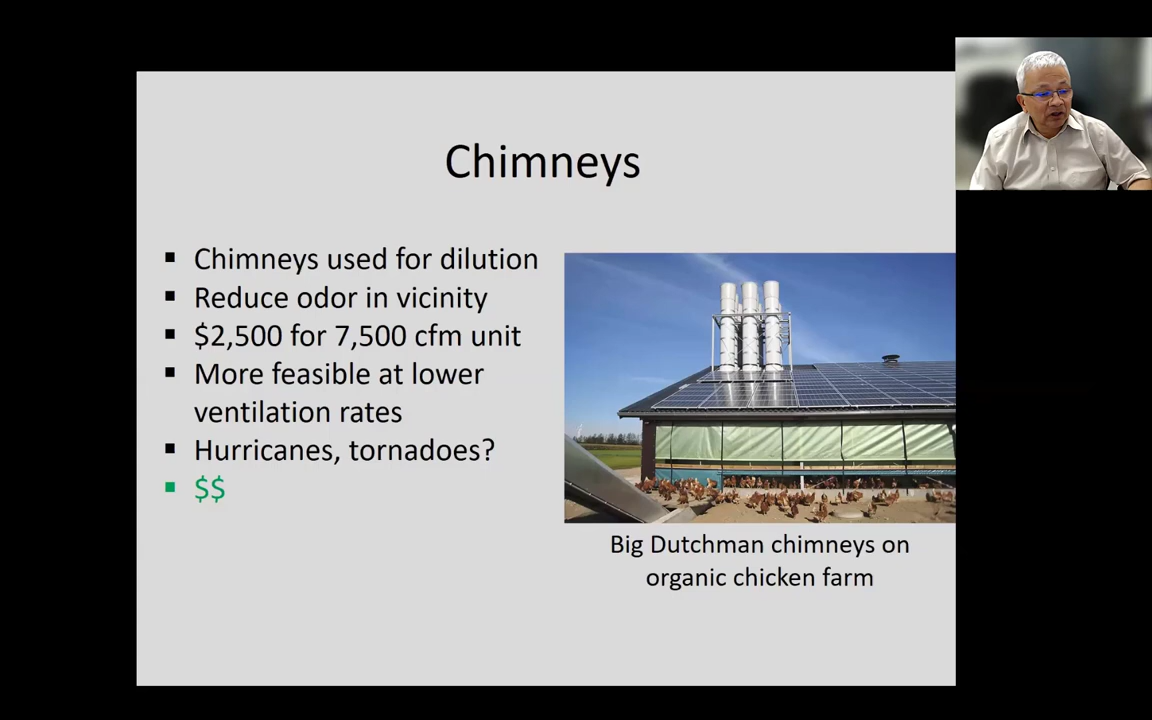 Chimneys
Chimneys used for dilution
Reduce odor in vicinity
$2,500 for 7,500 cfm unit
More feasible at lower
ventilation rates
Hurricanes, tornadoes?
$$
Big Dutchman chimneys on
organic chicken farm